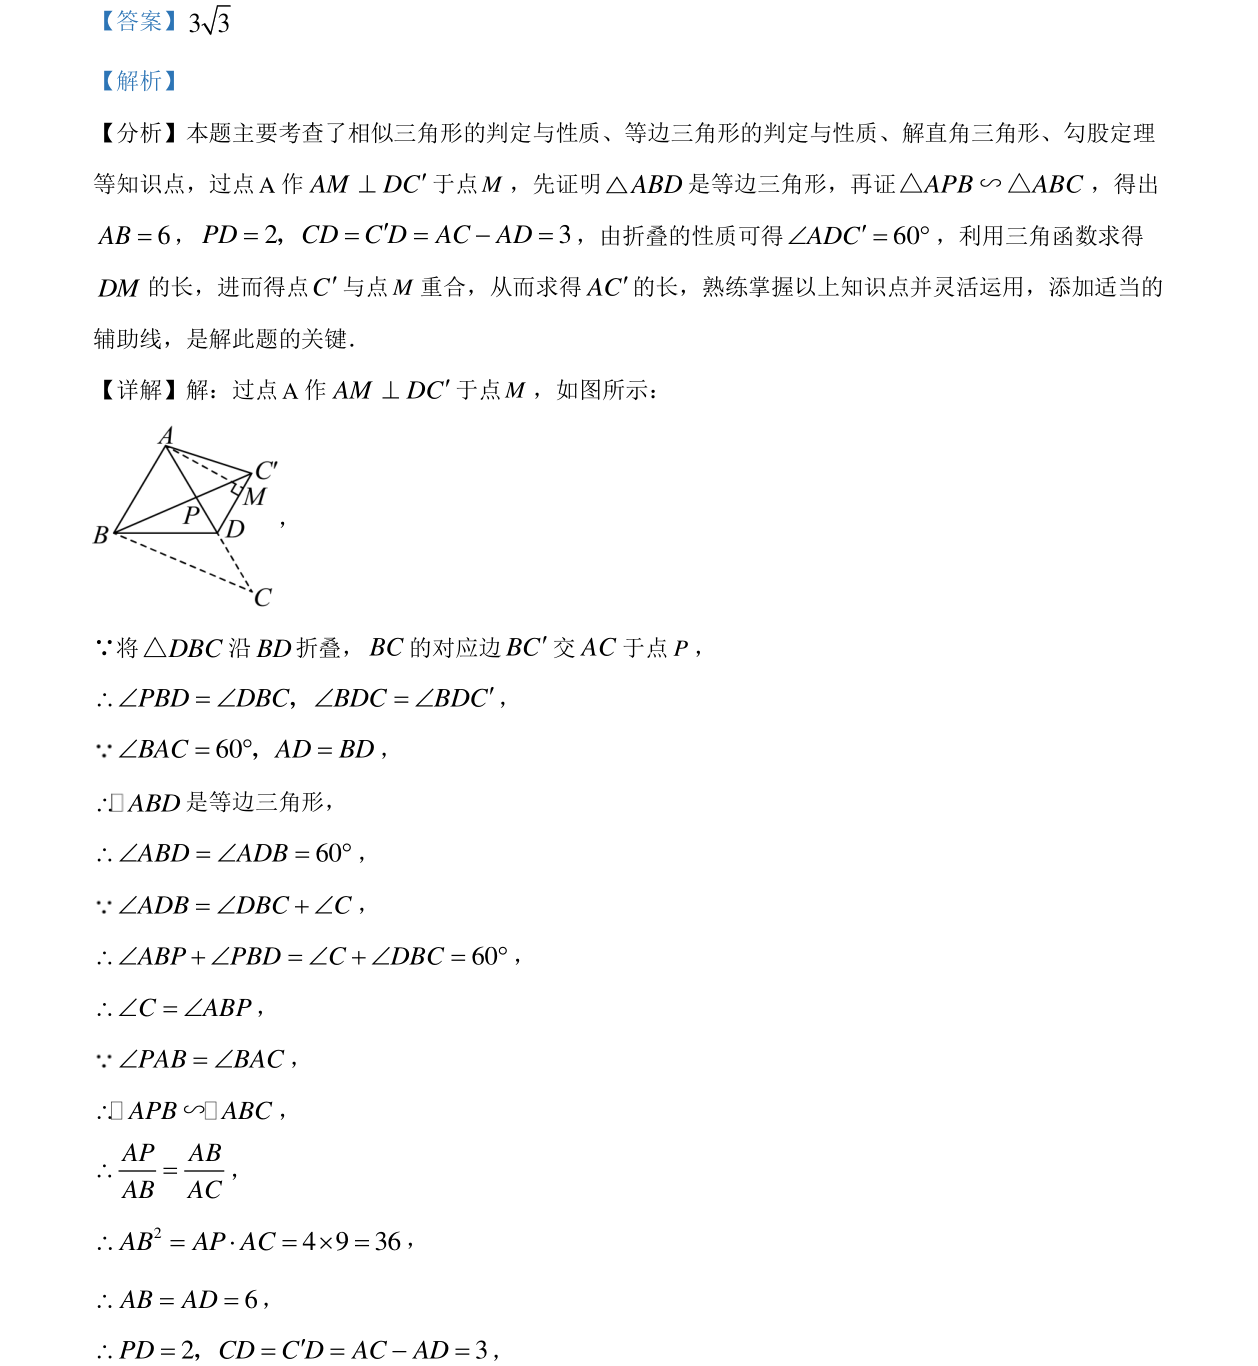 【答案】3√3
【解析】
【分析】本题主要考查了相似三角形的判定与性质、等边三角形的判定与性质、解直角三角形、勾股定理
等知识点，过点A作 AM ⊥ DC′ 于点M，先证明△ABD是等边三角形，再证△APB∽△ABC，得出
AB = 6，PD = 2，CD = C′D = AC − AD = 3，由折叠的性质可得∠ADC′ = 60°，利用三角函数求得
DM 的长，进而得点C′与点M 重合，从而求得AC′的长，熟练掌握以上知识点并灵活运用，添加适当的
辅助线，是解此题的关键．
【详解】解：过点A作 AM ⊥ DC′ 于点M，如图所示：
A
C′
M
P
D
B
，
C
∵将△DBC沿BD折叠，BC的对应边BC′交AC于点P，
∴∠PBD = ∠DBC，∠BDC = ∠BDC′，
∵∠BAC = 60°，AD = BD，
∴□ABD是等边三角形，
∴∠ABD = ∠ADB = 60°，
∵∠ADB = ∠DBC + ∠C，
∴∠ABP + ∠PBD = ∠C + ∠DBC = 60°，
∴∠C = ∠ABP，
∵∠PAB = ∠BAC，
∴□APB∽□ABC，
∴AP/AB = AB/AC，
∴AB² = AP·AC = 4×9 = 36，
∴AB = AD = 6，
∴PD = 2，CD = C′D = AC − AD = 3，